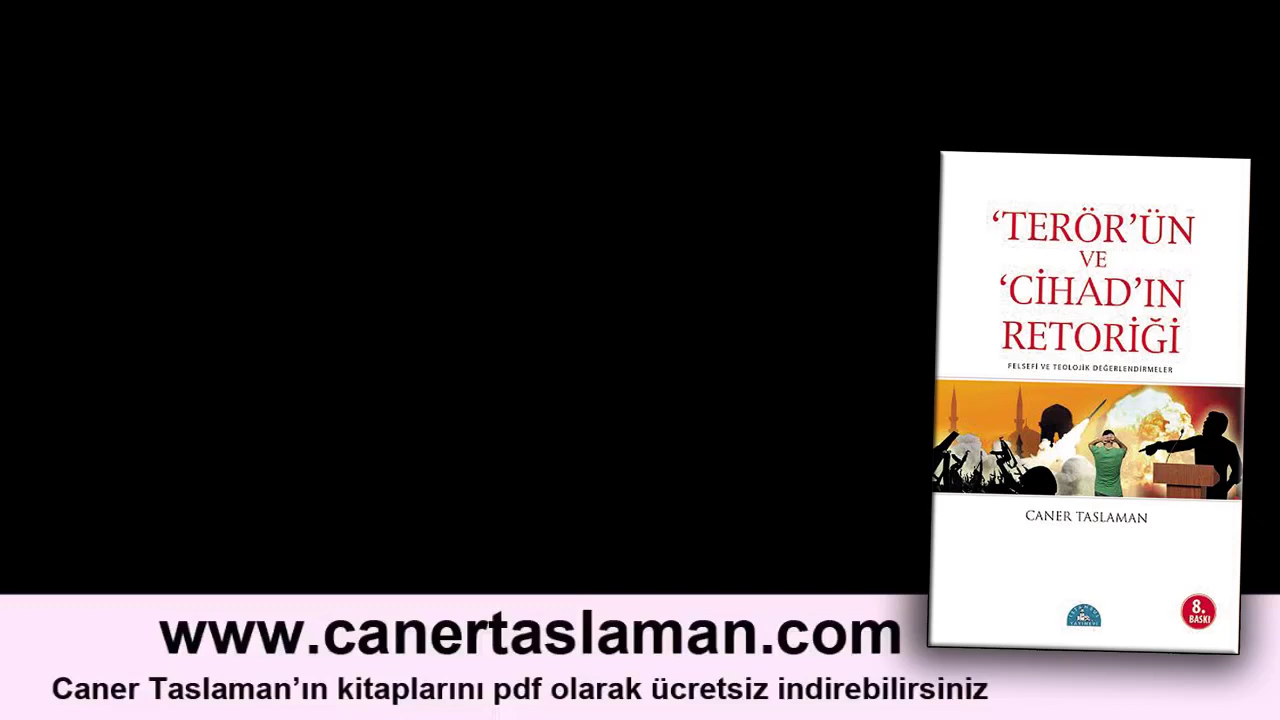 ‘TERÖR’ÜN
VE
‘CİHAD’IN
RETORİĞİ
FELSEFİ VE TEOLOJİK DEĞERLENDİRMELER
CANER TASLAMAN
8.
BASKI
www.canertaslaman.com
Caner Taslaman’ın kitaplarını pdf olarak ücretsiz indirebilirsiniz